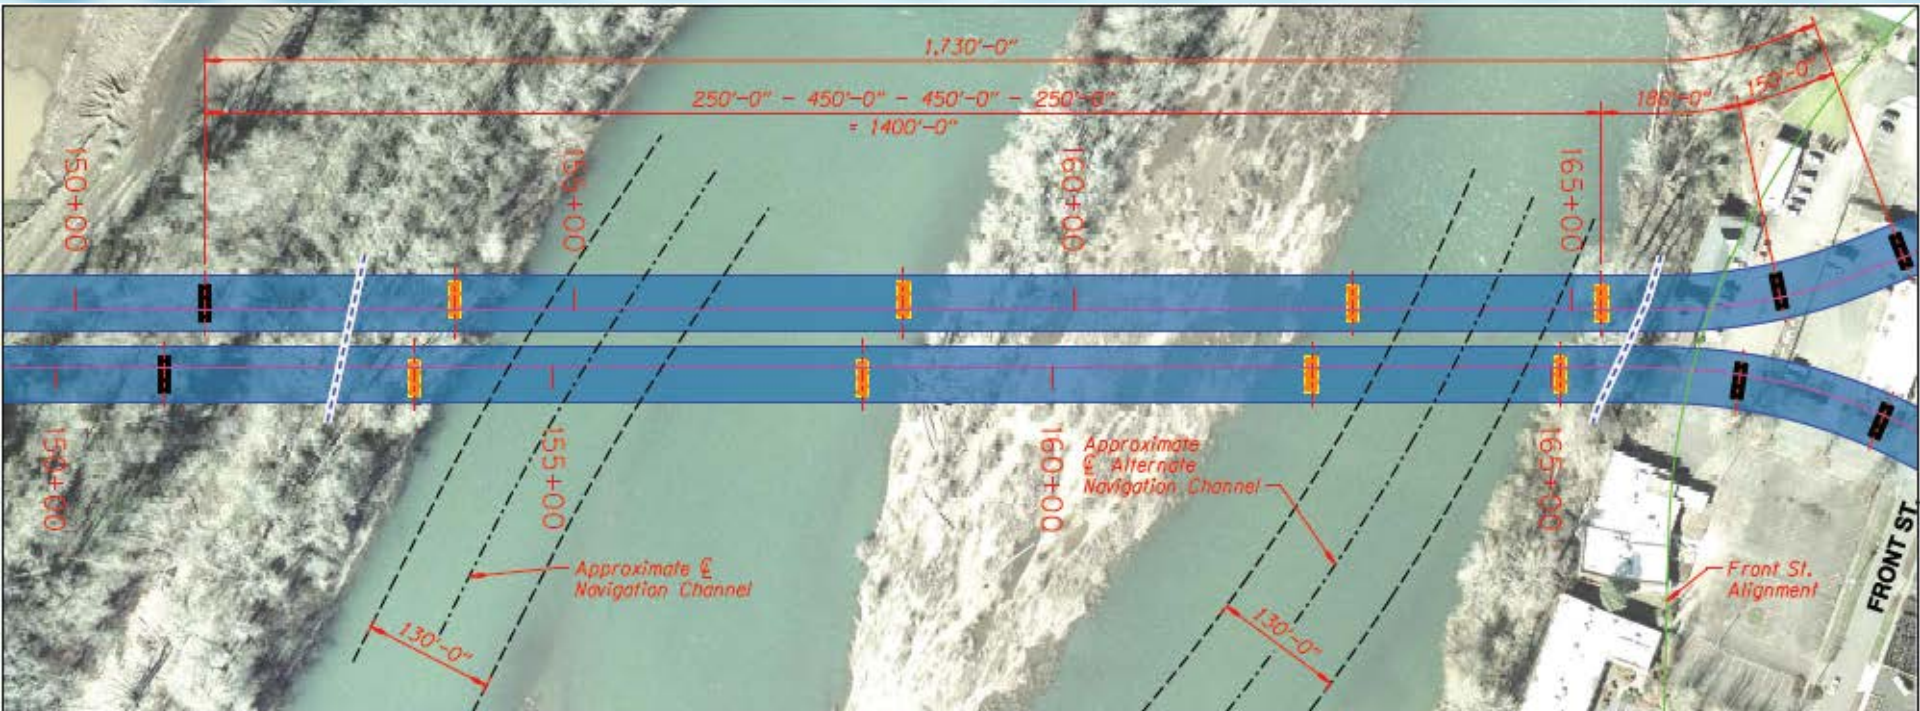 1,730'-0"
250'-0" - 450'-0" - 450'-0" - 250'-0"
= 1400'-0"
180'-0"
150'-0"
150+00
155+00
160+00
165+00
150+00
155+00
160+00
165+00
Approximate
℄ Alternate
Navigation Channel
Approximate ℄
Navigation Channel
130'-0"
130'-0"
Front St.
Alignment
FRONT ST.